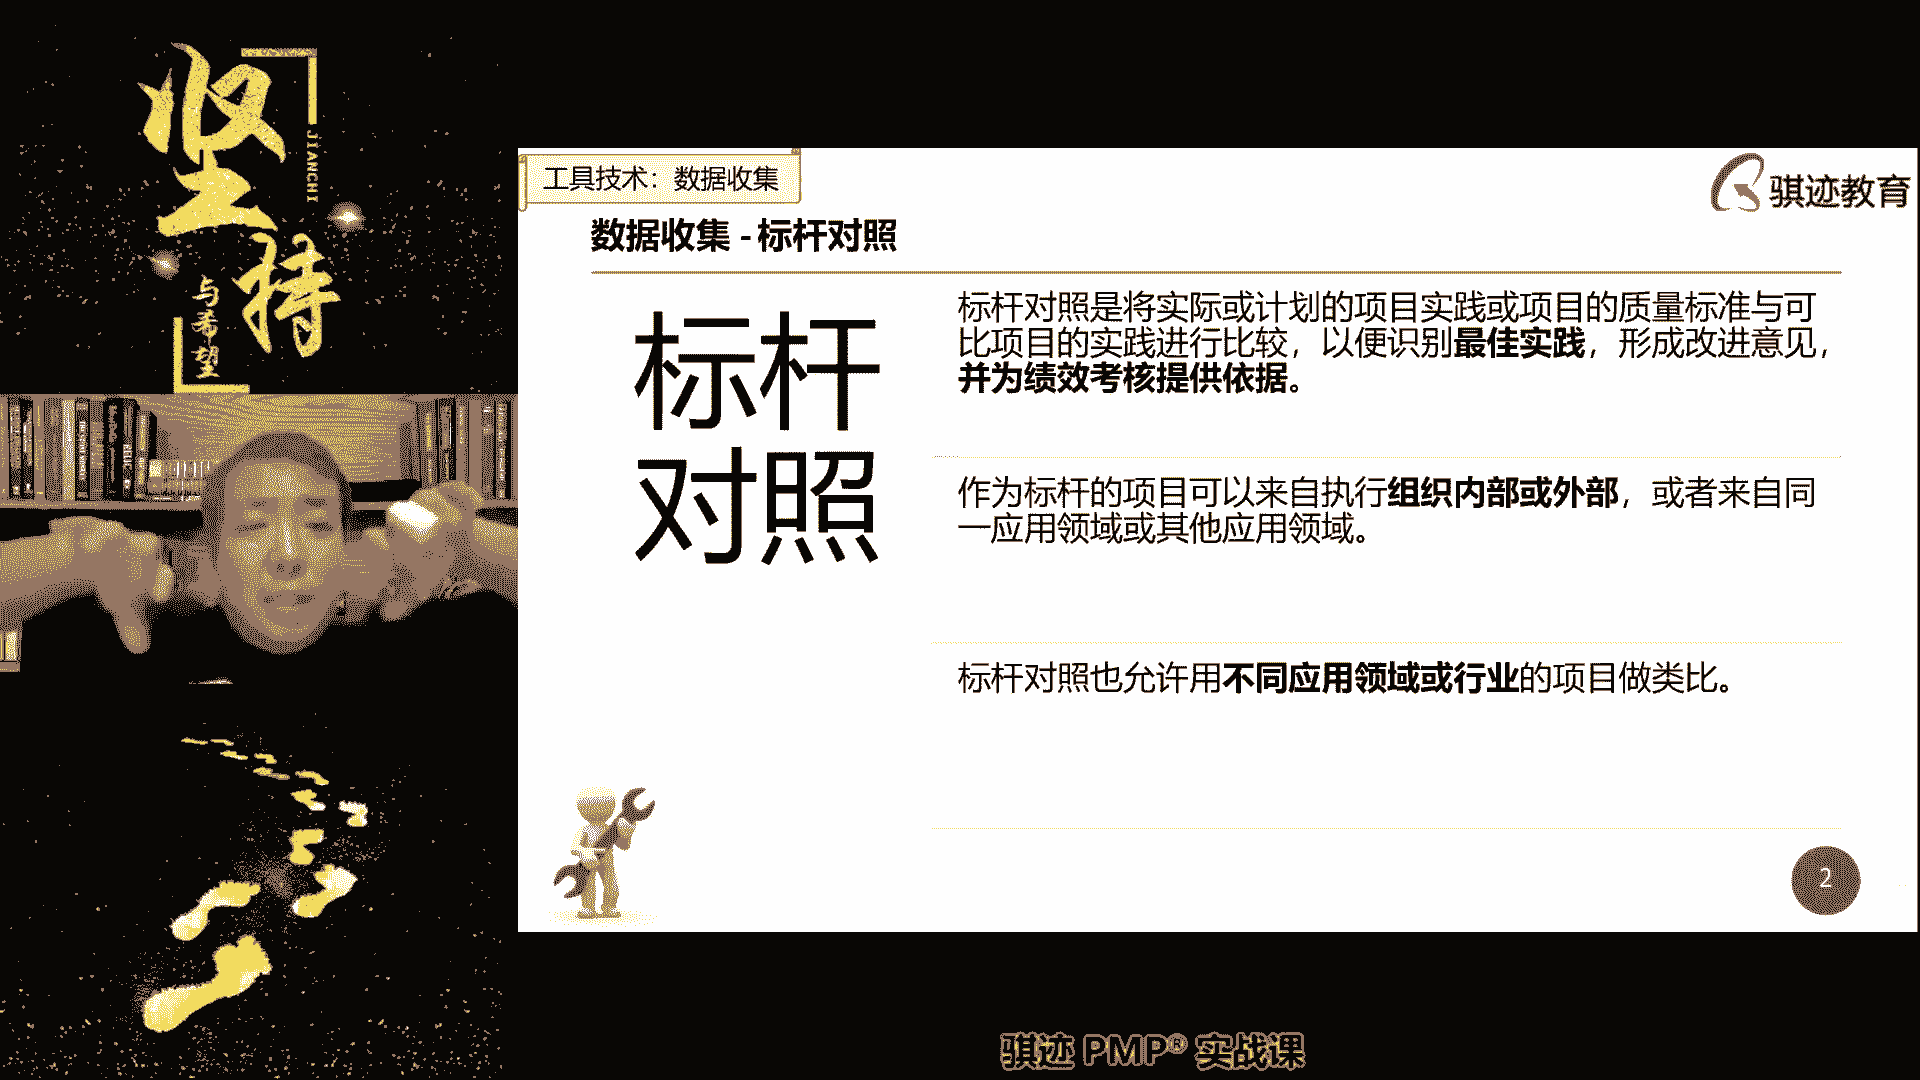 坚持
JIANCHI
与希望
工具技术：数据收集
骐迹教育
数据收集 - 标杆对照
标杆
对照
标杆对照是将实际或计划的项目实践或项目的质量标准与可
比项目的实践进行比较，以便识别最佳实践，形成改进意见，
并为绩效考核提供依据。
作为标杆的项目可以来自执行组织内部或外部，或者来自同
一应用领域或其他应用领域。
标杆对照也允许用不同应用领域或行业的项目做类比。
2
骐迹 PMP® 实战课